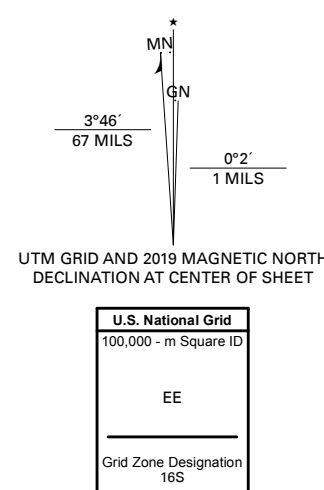 ★
MN
GN
3°46´
67 MILS
0°2´
1 MILS
UTM GRID AND 2019 MAGNETIC NORTH
DECLINATION AT CENTER OF SHEET
U.S. National Grid
100,000 - m Square ID
EE
Grid Zone Designation
16S